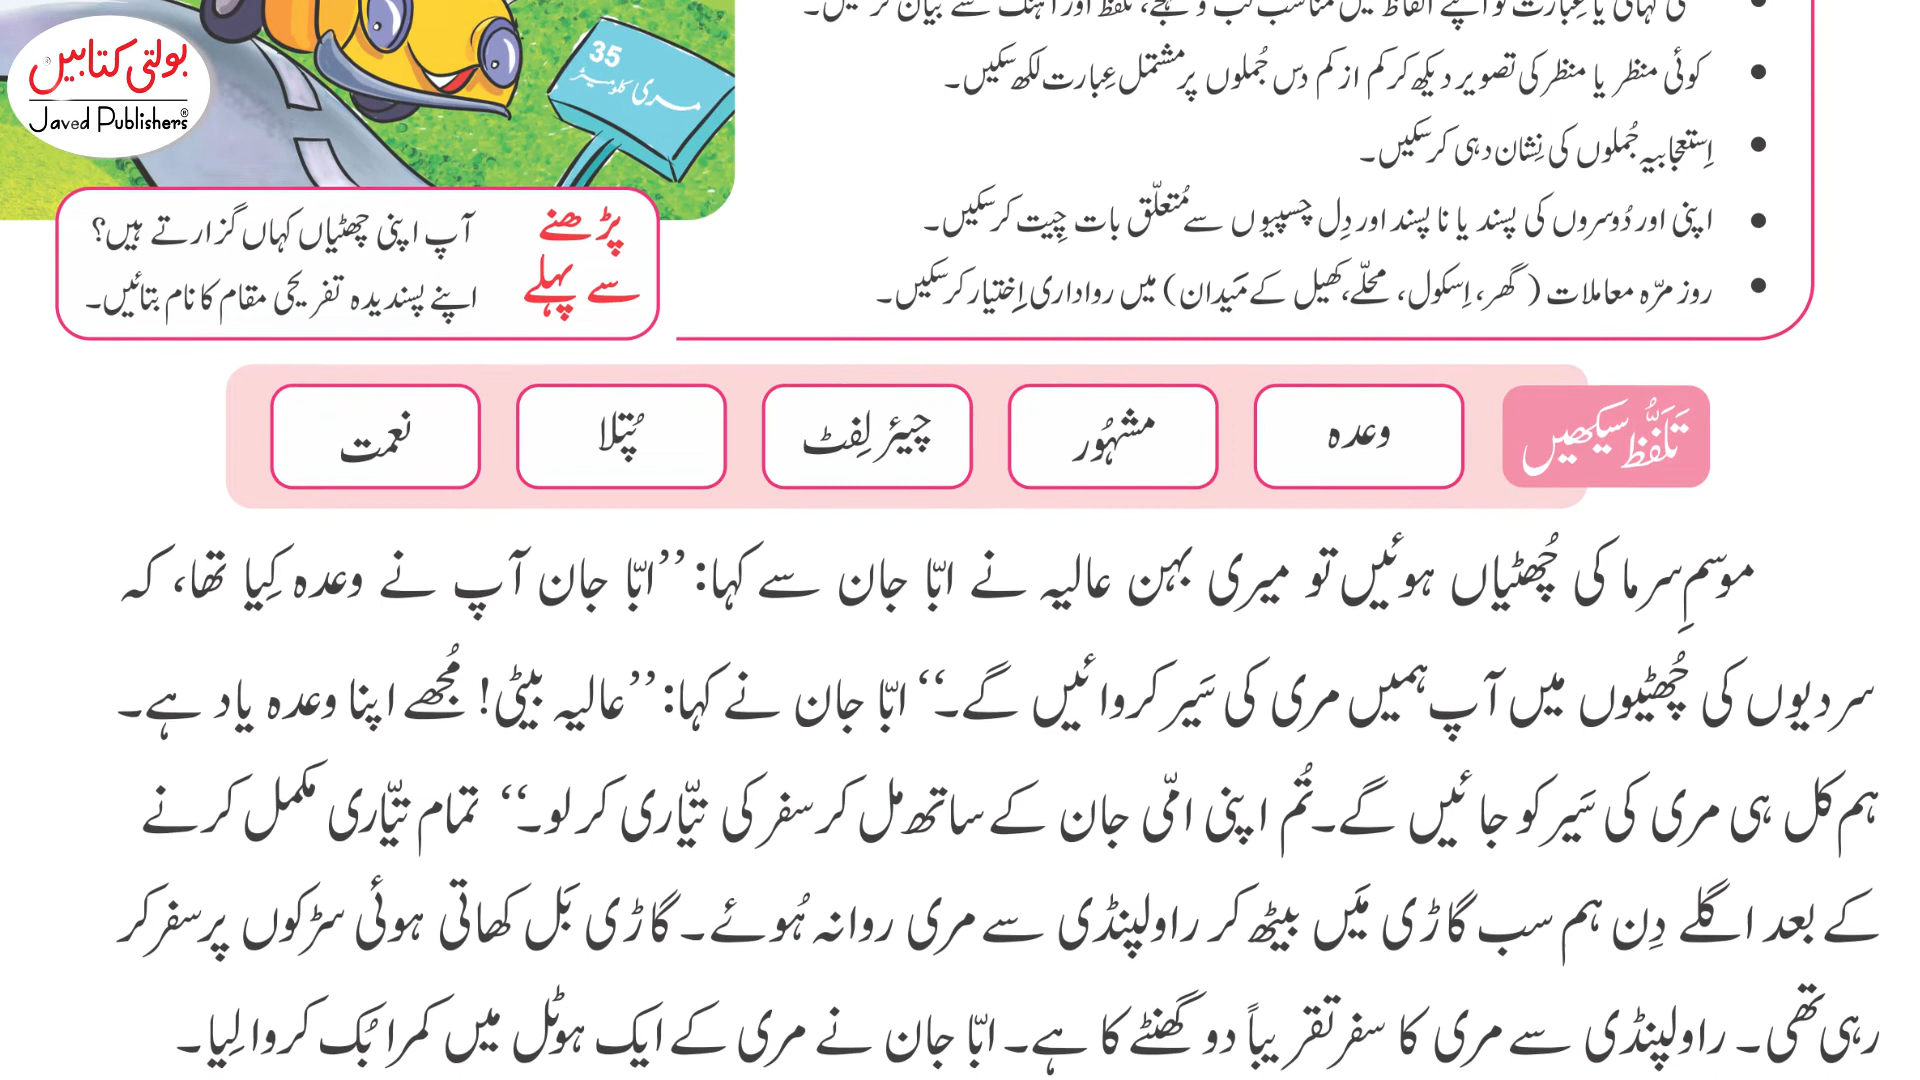 بولتی کتابیں
Javed Publishers®
35
مری کلومیٹر
کوئی منظر یا منظر کی تصویر دیکھ کر کم از کم دس جُملوں پر مشتمل عِبارت لکھ سکیں۔
اِستعجابیہ جُملوں کی نِشان دہی کر سکیں۔
اپنی اور دُوسروں کی پسند یا نا پسند اور دِل چسپیوں سے مُتعلّق بات چِیت کر سکیں۔
روز مرّہ معاملات ( گھر، اِسکول، محلّے، کھیل کے مَیدان) میں رواداری اِختیار کر سکیں۔
پڑھنے
سے پہلے
آپ اپنی چھٹیاں کہاں گزارتے ہیں؟
اپنے پسندیدہ تفریحی مقام کا نام بتائیں۔
تَلَفُّظ سیکھیں
وعدہ
مشہُور
چیئر لِفٹ
پُتلا
نعمت
موسمِ سرما کی چُھٹیاں ہوئیں تو میری بہن عالیہ نے ابّا جان سے کہا: ’’ابّا جان آپ نے وعدہ کِیا تھا، کہ
سردیوں کی چُھٹیوں میں آپ ہمیں مری کی سَیر کروائیں گے۔‘‘ ابّا جان نے کہا: ’’عالیہ بیٹی! مُجھے اپنا وعدہ یاد ہے۔
ہم کل ہی مری کی سَیر کو جائیں گے۔ تُم اپنی امّی جان کے ساتھ مل کر سفر کی تیّاری کر لو۔‘‘ تمام تیّاری مکمل کرنے
کے بعد اگلے دِن ہم سب گاڑی مَیں بیٹھ کر راولپنڈی سے مری روانہ ہُوئے۔ گاڑی بَل کھاتی ہوئی سڑکوں پر سفر کر
رہی تھی۔ راولپنڈی سے مری کا سفر تقریباً دو گھنٹے کا ہے۔ ابّا جان نے مری کے ایک ہوٹل میں کمرا بُک کروا لِیا۔